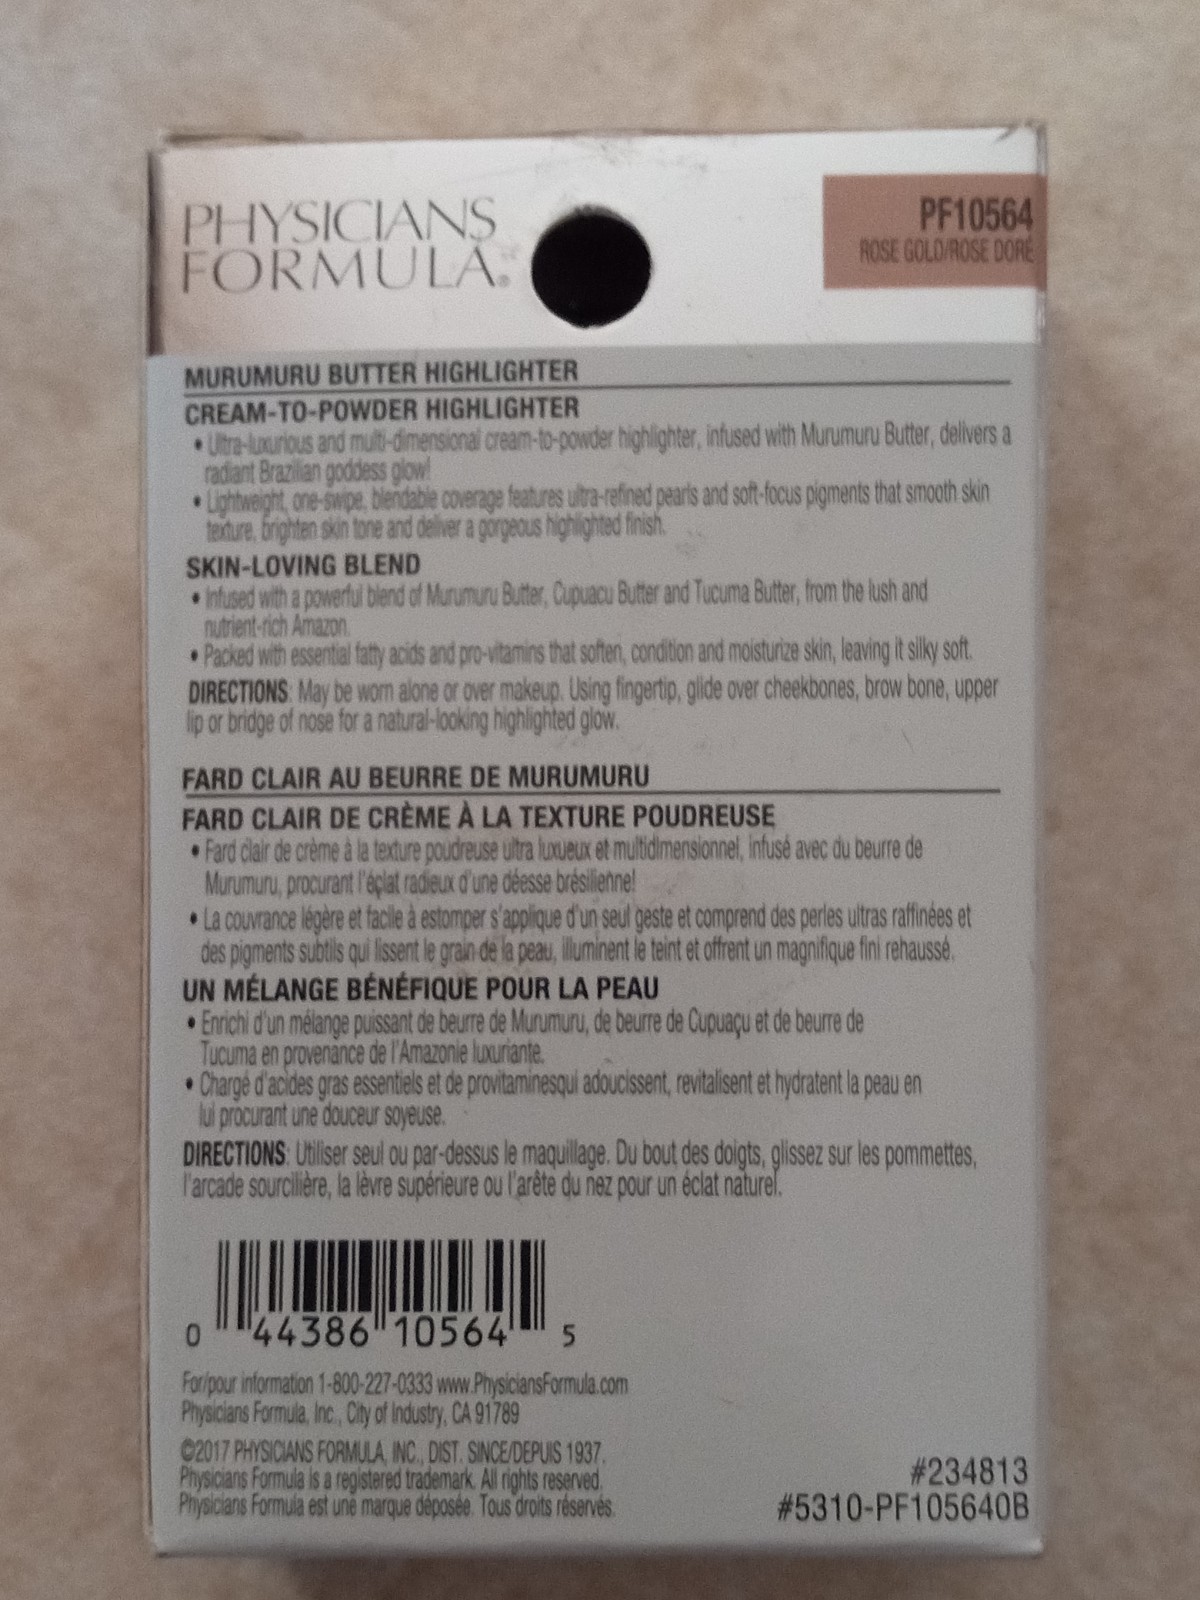 PHYSICIANS
FORMULA®
PF10564
ROSE GOLD/ROSE DORÉ
MURUMURU BUTTER HIGHLIGHTER
CREAM-TO-POWDER HIGHLIGHTER
• Ultra-luxurious and multi-dimensional cream-to-powder highlighter, infused with Murumuru Butter, delivers a
radiant Brazilian goddess glow!
• Lightweight, one-swipe, blendable coverage features ultra-refined pearls and soft-focus pigments that smooth skin
texture, brighten skin tone and deliver a gorgeous highlighted finish.
SKIN-LOVING BLEND
• Infused with a powerful blend of Murumuru Butter, Cupuacu Butter and Tucuma Butter, from the lush and
nutrient-rich Amazon.
• Packed with essential fatty acids and pro-vitamins that soften, condition and moisturize skin, leaving it silky soft.
DIRECTIONS: May be worn alone or over makeup. Using fingertip, glide over cheekbones, brow bone, upper
lip or bridge of nose for a natural-looking highlighted glow.
FARD CLAIR AU BEURRE DE MURUMURU
FARD CLAIR DE CRÈME À LA TEXTURE POUDREUSE
• Fard clair de crème à la texture poudreuse ultra luxueux et multidimensionnel, infusé avec du beurre de
Murumuru, procurant l'éclat radieux d'une déesse brésilienne!
• La couvrance légère et facile à estomper s'applique d'un seul geste et comprend des perles ultras raffinées et
des pigments subtils qui lissent le grain de la peau, illuminent le teint et offrent un magnifique fini rehaussé.
UN MÉLANGE BÉNÉFIQUE POUR LA PEAU
• Enrichi d'un mélange puissant de beurre de Murumuru, de beurre de Cupuaçu et de beurre de
Tucuma en provenance de l'Amazonie luxuriante.
• Chargé d'acides gras essentiels et de provitaminesqui adoucissent, revitalisent et hydratent la peau en
lui procurant une douceur soyeuse.
DIRECTIONS: Utiliser seul ou par-dessus le maquillage. Du bout des doigts, glissez sur les pommettes,
l'arcade sourcilière, la lèvre supérieure ou l'arête du nez pour un éclat naturel.
0 44386 10564 5
For/pour information 1-800-227-0333 www.PhysiciansFormula.com
Physicians Formula, Inc., City of Industry, CA 91789
©2017 PHYSICIANS FORMULA, INC., DIST. SINCE/DEPUIS 1937.
Physicians Formula is a registered trademark. All rights reserved.
Physicians Formula est une marque déposée. Tous droits réservés.
#234813
#5310-PF105640B